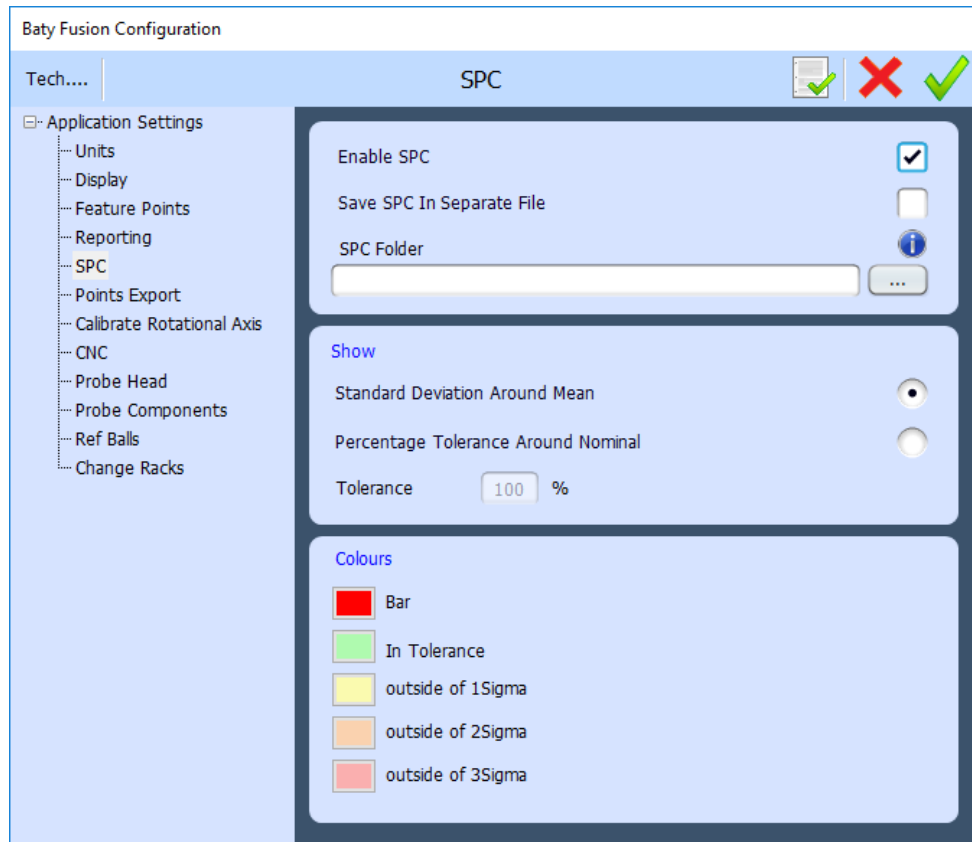 Baty Fusion Configuration
Tech....
SPC
Application Settings
Units
Display
Feature Points
Reporting
SPC
Points Export
Calibrate Rotational Axis
CNC
Probe Head
Probe Components
Ref Balls
Change Racks
Enable SPC
Save SPC In Separate File
SPC Folder
...
Show
Standard Deviation Around Mean
Percentage Tolerance Around Nominal
Tolerance 100 %
Colours
Bar
In Tolerance
outside of 1Sigma
outside of 2Sigma
outside of 3Sigma